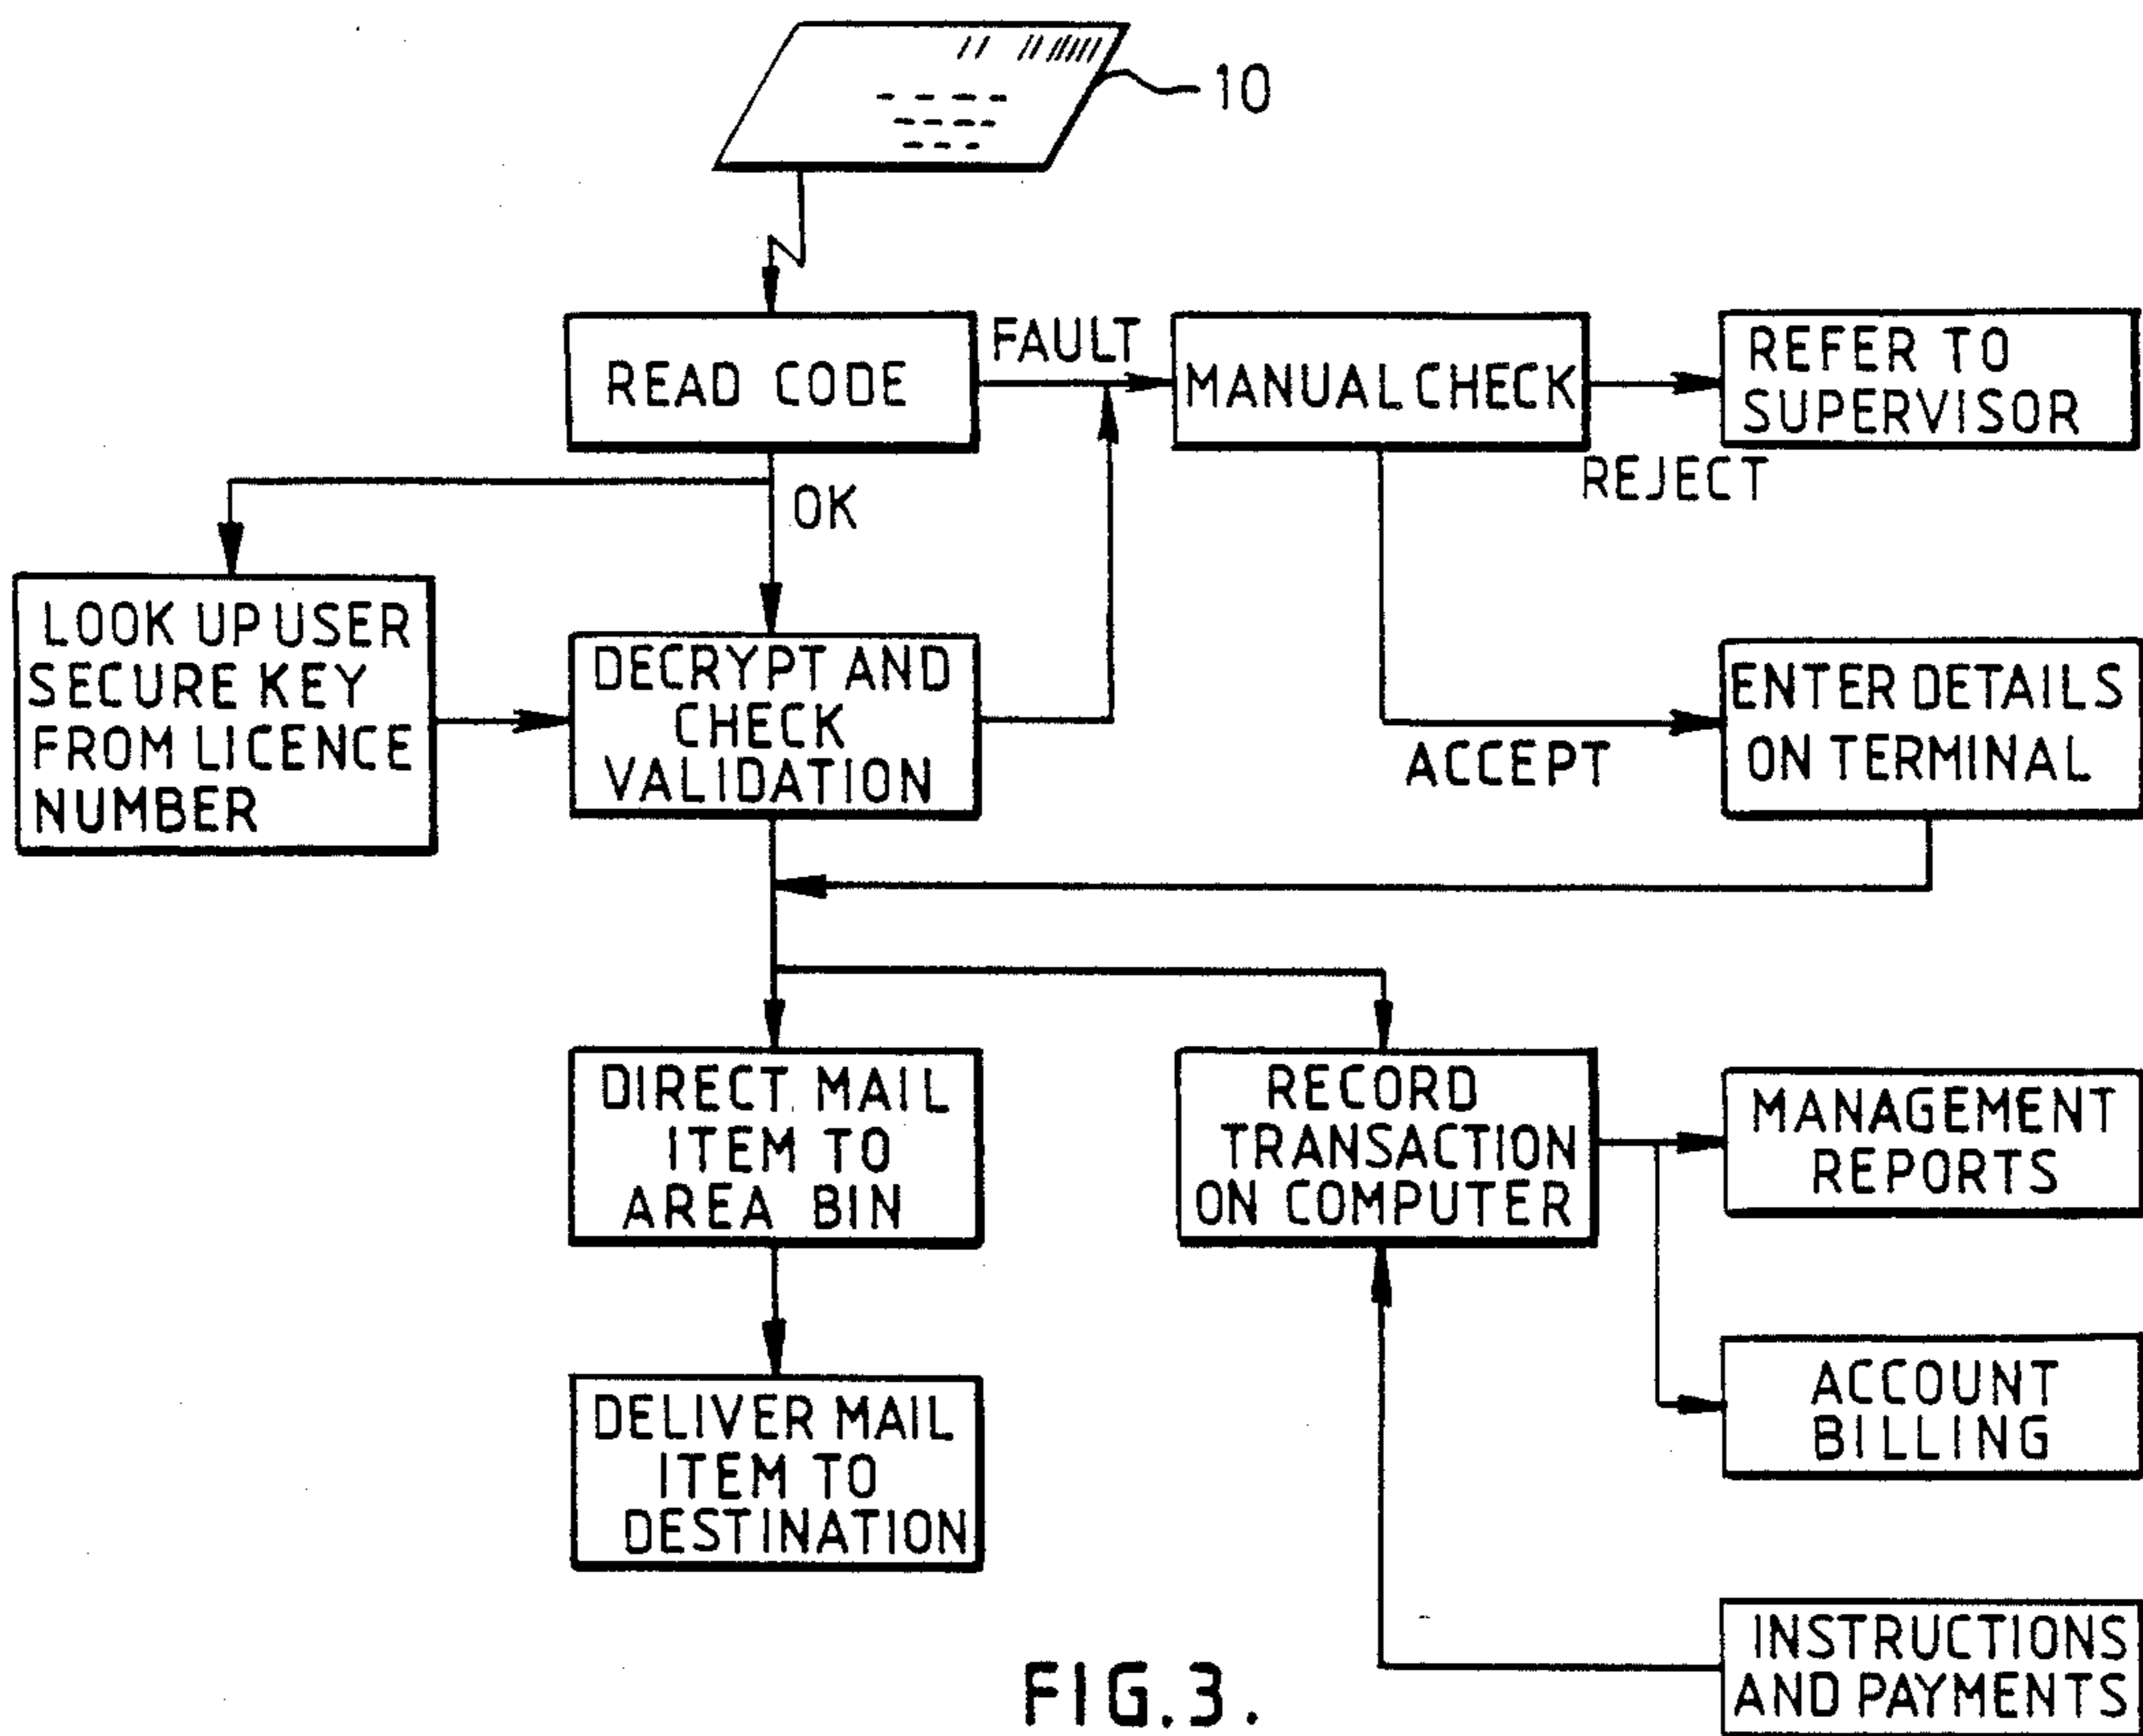 10
READ CODE
FAULT
MANUAL CHECK
REFER TO
SUPERVISOR
REJECT
OK
LOOK UP USER
SECURE KEY
FROM LICENCE
NUMBER
DECRYPT AND
CHECK
VALIDATION
ACCEPT
ENTER DETAILS
ON TERMINAL
DIRECT MAIL
ITEM TO
AREA BIN
RECORD
TRANSACTION
ON COMPUTER
MANAGEMENT
REPORTS
DELIVER MAIL
ITEM TO
DESTINATION
ACCOUNT
BILLING
INSTRUCTIONS
AND PAYMENTS
FIG.3.